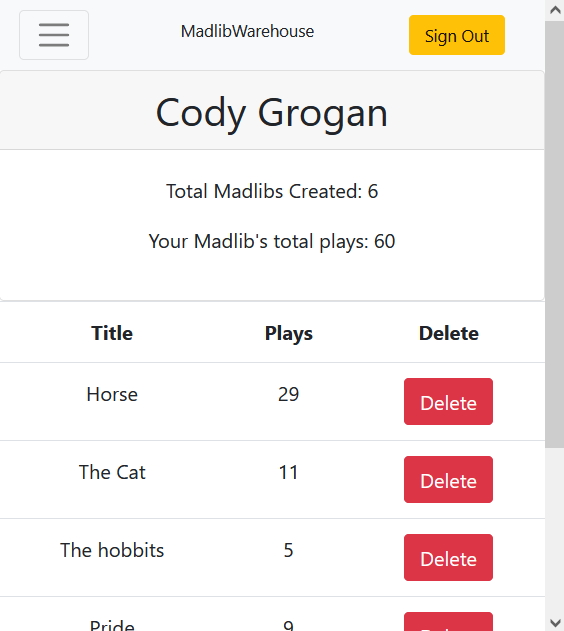 MadlibWarehouse Sign Out
Cody Grogan
Total Madlibs Created: 6
Your Madlib's total plays: 60
Title Plays Delete
Horse 29 Delete
The Cat 11 Delete
The hobbits 5 Delete
Pride 9 Delete